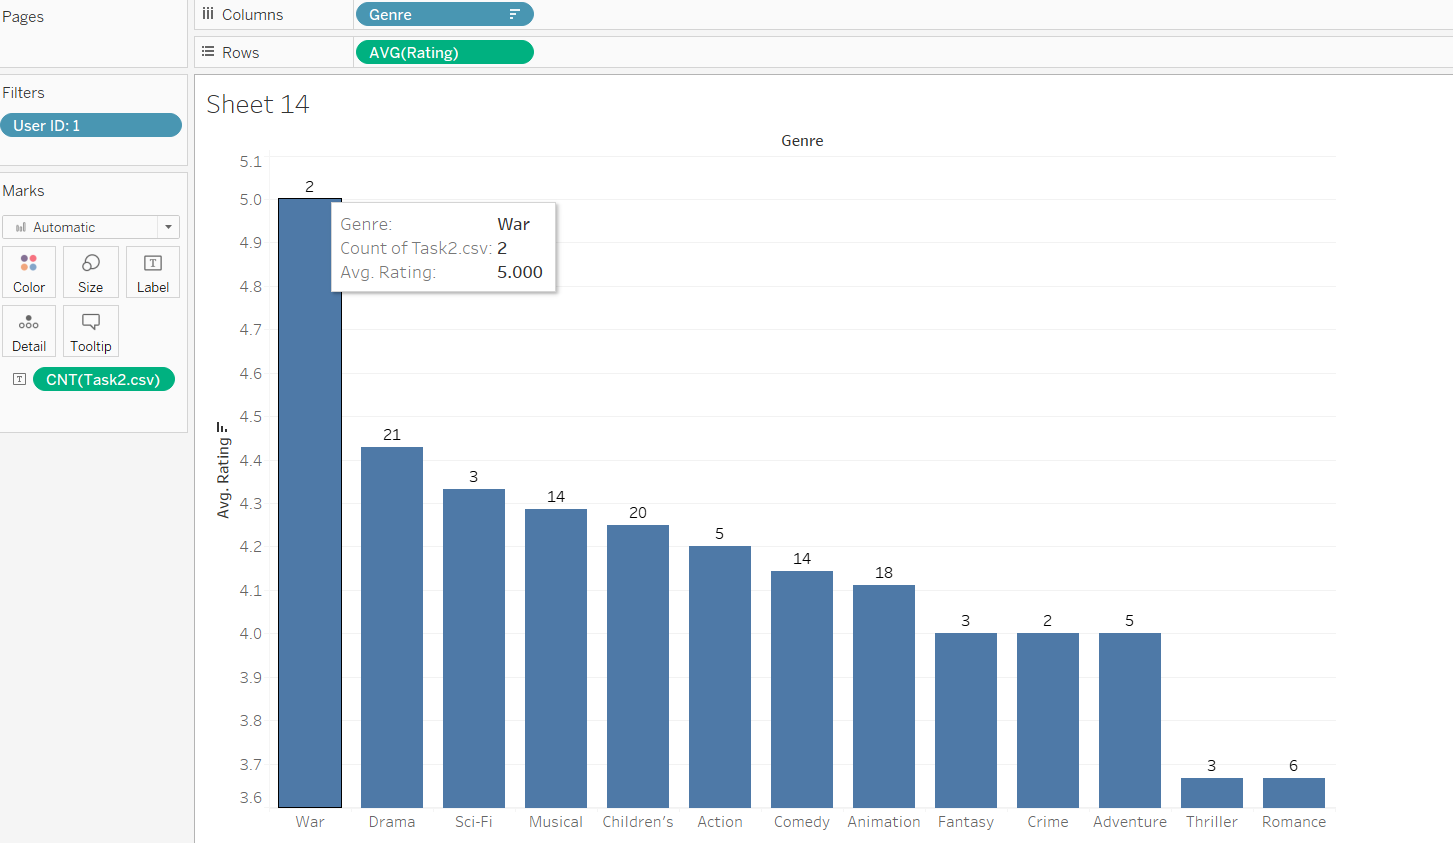 Pages
Columns
Genre
Rows
AVG(Rating)
Filters
User ID: 1
Marks
Automatic
Color
Size
Label
Detail
Tooltip
CNT(Task2.csv)
Sheet 14
Genre
Avg. Rating
5.1
5.0
4.9
4.8
4.7
4.6
4.5
4.4
4.3
4.2
4.1
4.0
3.9
3.8
3.7
3.6
2
21
3
14
20
5
14
18
3
2
5
3
6
Genre: War
Count of Task2.csv: 2
Avg. Rating: 5.000
War Drama Sci-Fi Musical Children's Action Comedy Animation Fantasy Crime Adventure Thriller Romance